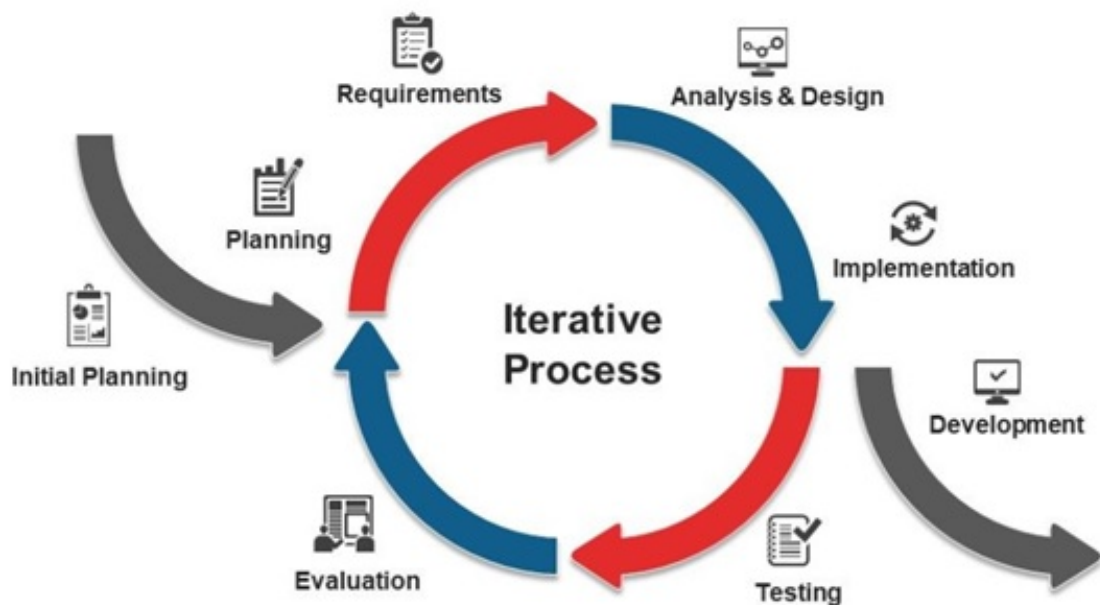 Requirements
Analysis & Design
Planning
Implementation
Iterative
Process
Initial Planning
Development
Evaluation
Testing